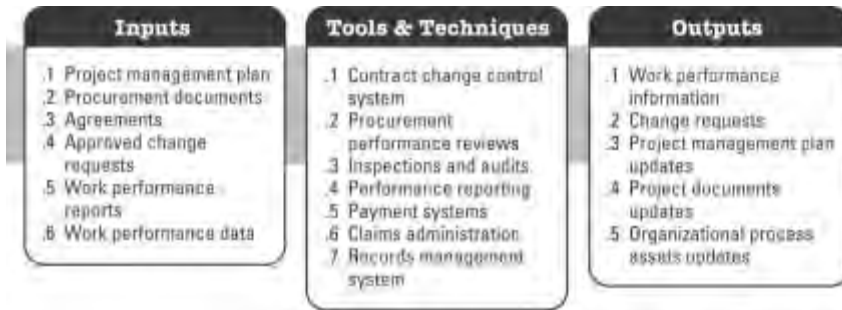 Inputs
.1 Project management plan
.2 Procurement documents
.3 Agreements
.4 Approved change
requests
.5 Work performance
reports
.6 Work performance data
Tools & Techniques
.1 Contract change control
system
.2 Procurement
performance reviews
.3 Inspections and audits
.4 Performance reporting
.5 Payment systems
.6 Claims administration
.7 Records management
system
Outputs
.1 Work performance
information
.2 Change requests
.3 Project management plan
updates
.4 Project documents
updates
.5 Organizational process
assets updates